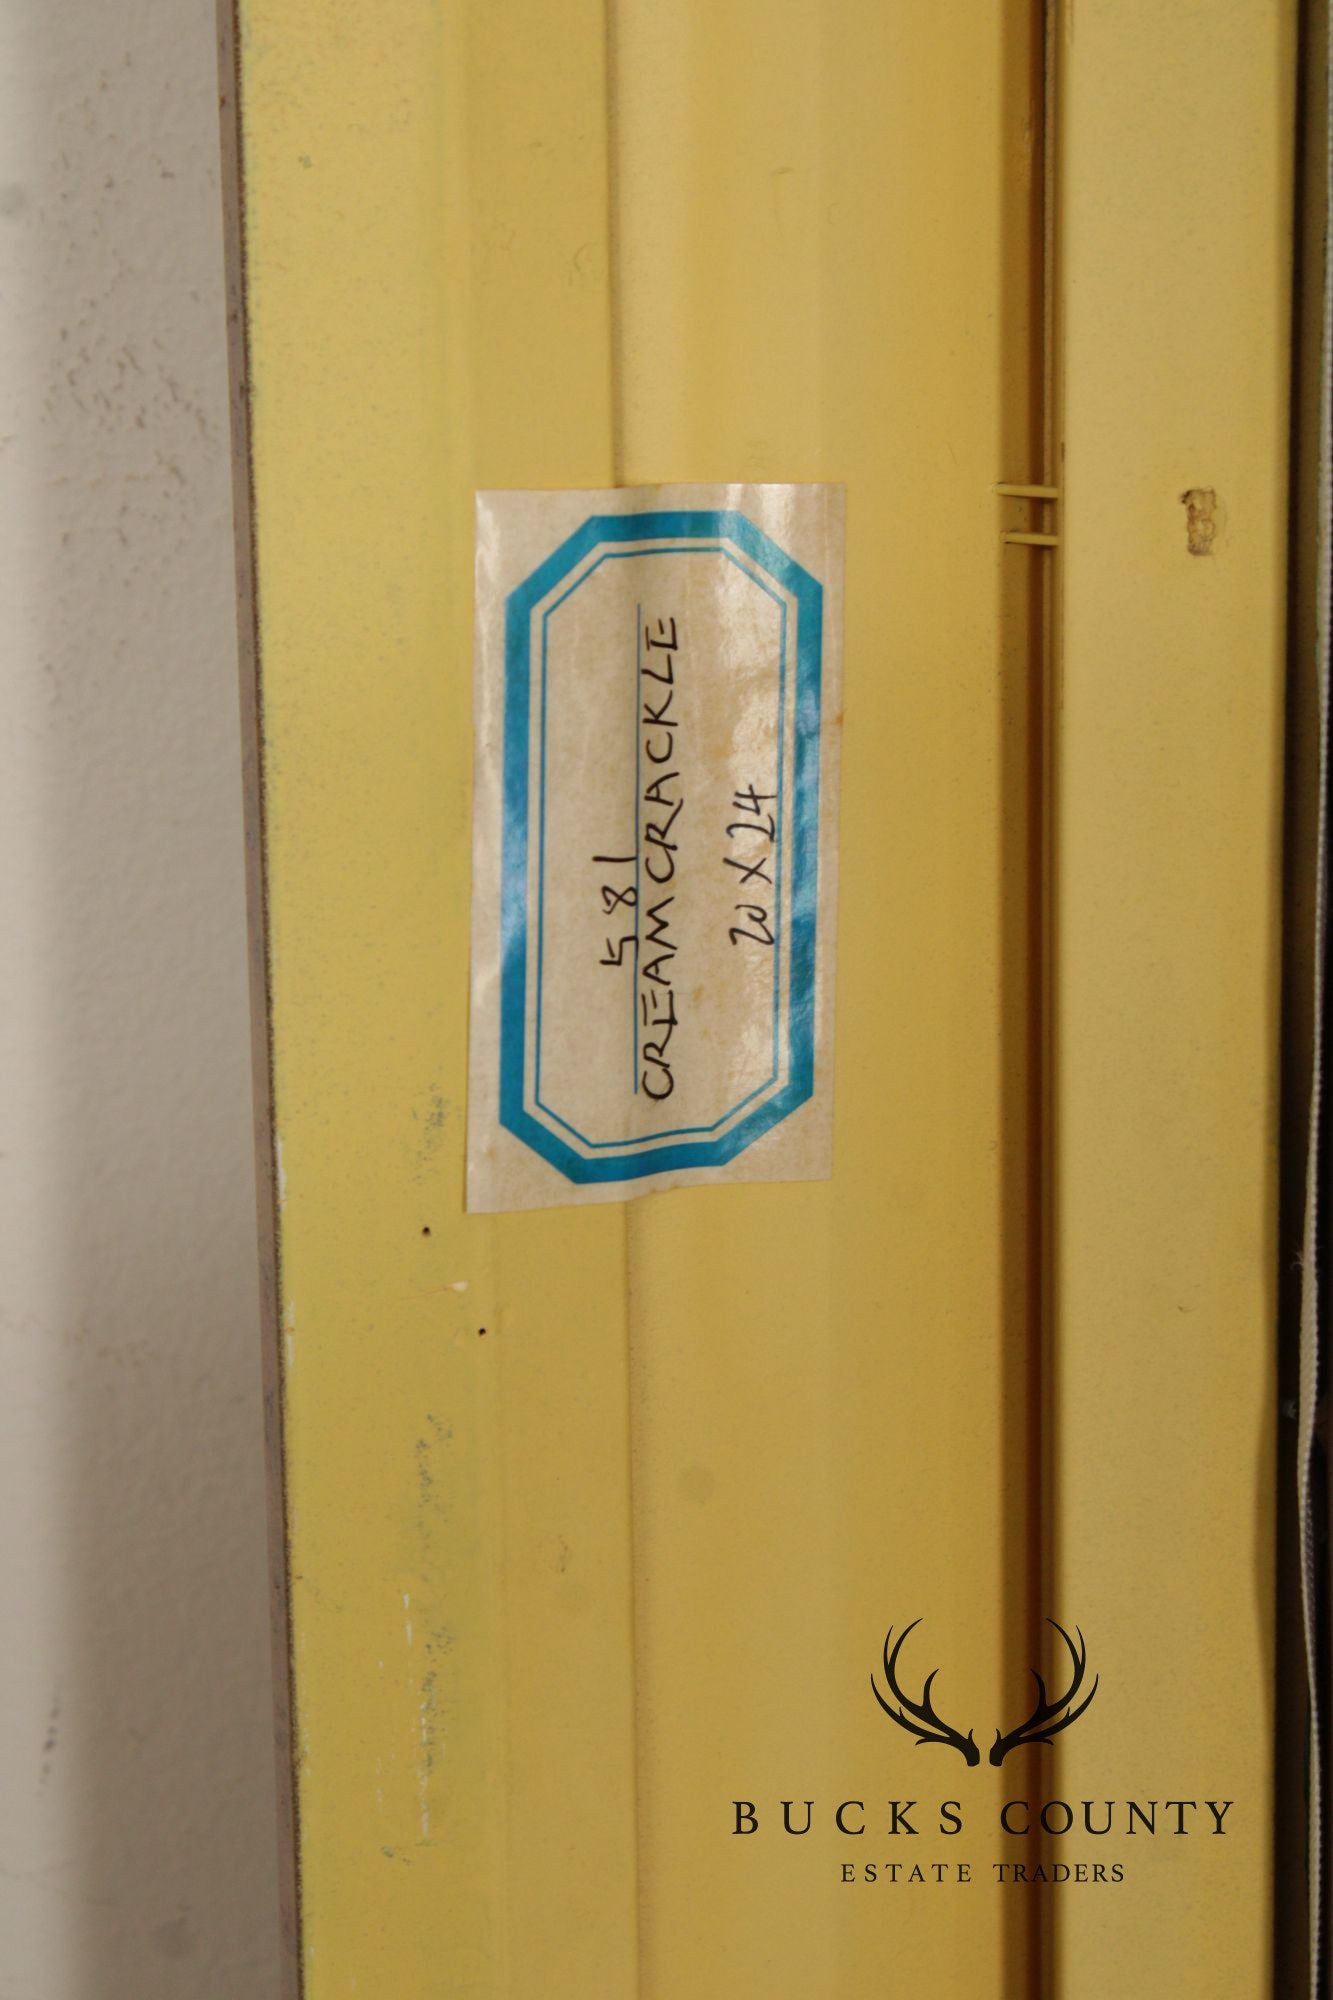 581
CREAMCRACKLE
20 X 24
BUCKS COUNTY
ESTATE TRADERS